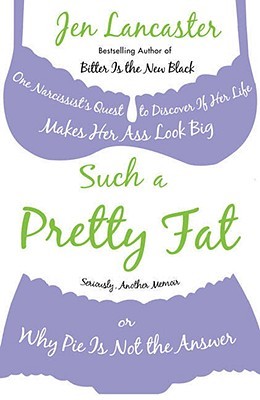 Jen Lancaster
Bestselling Author of
Bitter Is the New Black
One Narcissist's Quest to Discover If Her Life
Makes Her Ass Look Big
Such a
Pretty Fat
Seriously, Another Memoir
or
Why Pie Is Not the Answer